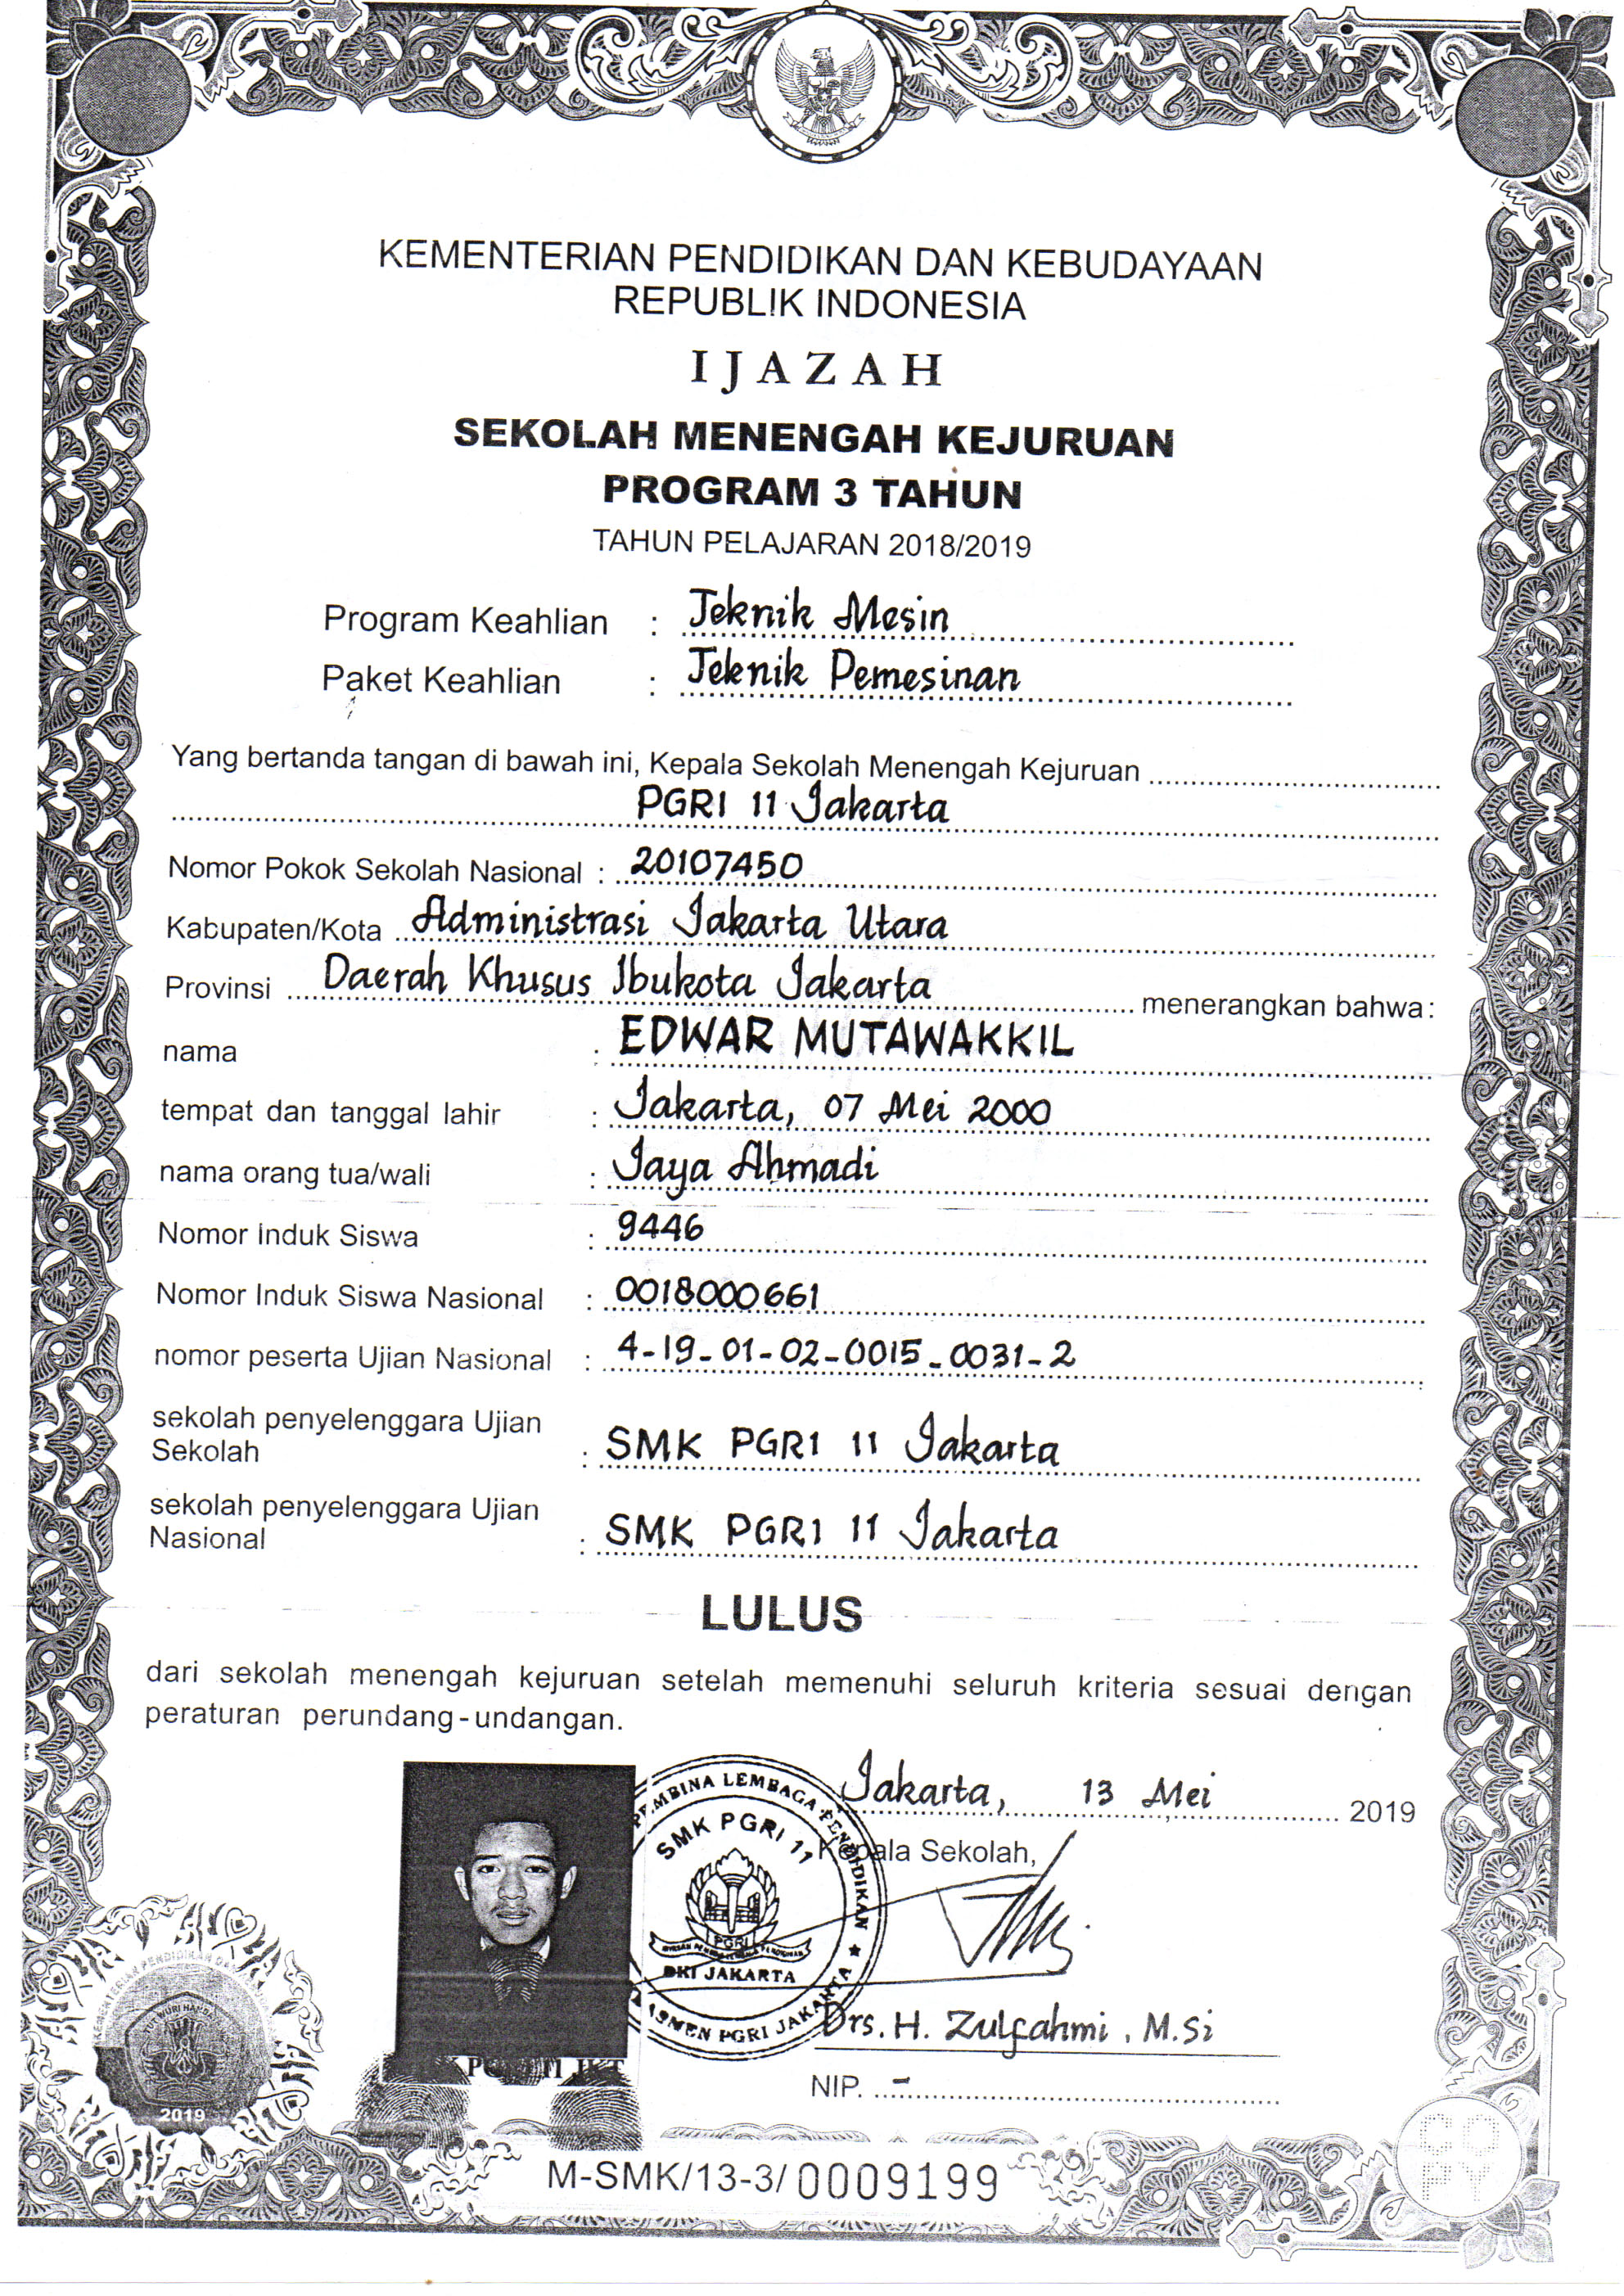 KEMENTERIAN PENDIDIKAN DAN KEBUDAYAAN
REPUBLIK INDONESIA
IJAZAH
SEKOLAH MENENGAH KEJURUAN
PROGRAM 3 TAHUN
TAHUN PELAJARAN 2018/2019
Program Keahlian : Teknik Mesin
Paket Keahlian : Teknik Pemesinan
Yang bertanda tangan di bawah ini, Kepala Sekolah Menengah Kejuruan
PGRI 11 Jakarta
Nomor Pokok Sekolah Nasional : 20107450
Kabupaten/Kota Administrasi Jakarta Utara
Provinsi Daerah Khusus Ibukota Jakarta menerangkan bahwa :
nama : EDWAR MUTAWAKKIL
tempat dan tanggal lahir : Jakarta, 07 Mei 2000
nama orang tua/wali : Jaya Ahmadi
Nomor Induk Siswa : 9446
Nomor Induk Siswa Nasional : 0018000661
nomor peserta Ujian Nasional : 4-19-01-02-0015-0031-2
sekolah penyelenggara Ujian
Sekolah : SMK PGRI 11 Jakarta
sekolah penyelenggara Ujian
Nasional : SMK PGRI 11 Jakarta
LULUS
dari sekolah menengah kejuruan setelah memenuhi seluruh kriteria sesuai dengan
peraturan perundang-undangan.
Jakarta, 13 Mei 2019
Kepala Sekolah,
PEMBINA LEMBAGA PENDIDIKAN
SMK PGRI 11
PGRI
DKI JAKARTA
PGRI JAKARTA
Drs. H. Zulfahmi, M.Si
NIP. -
TUT WURI
2019
COPY
M-SMK/13-3/0009199